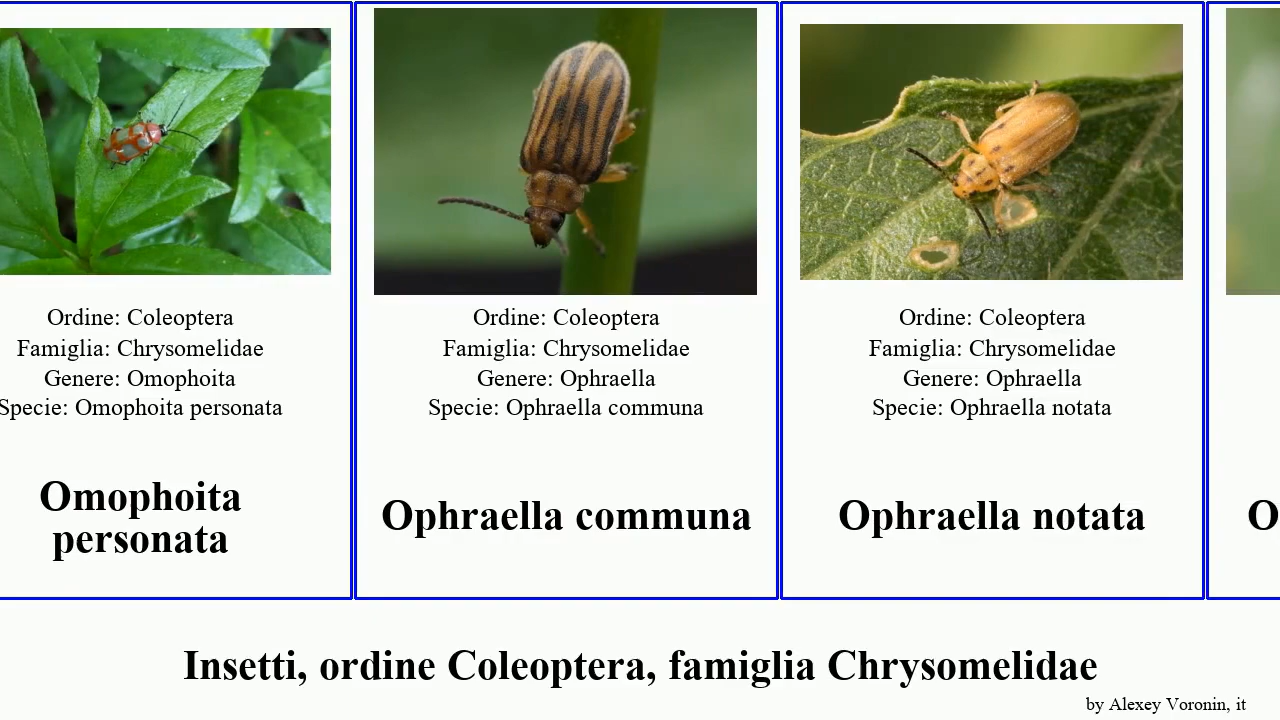 Ordine: Coleoptera
Famiglia: Chrysomelidae
Genere: Omophoita
Specie: Omophoita personata
Omophoita
personata
Ordine: Coleoptera
Famiglia: Chrysomelidae
Genere: Ophraella
Specie: Ophraella communa
Ophraella communa
Ordine: Coleoptera
Famiglia: Chrysomelidae
Genere: Ophraella
Specie: Ophraella notata
Ophraella notata
O
Insetti, ordine Coleoptera, famiglia Chrysomelidae
by Alexey Voronin, it